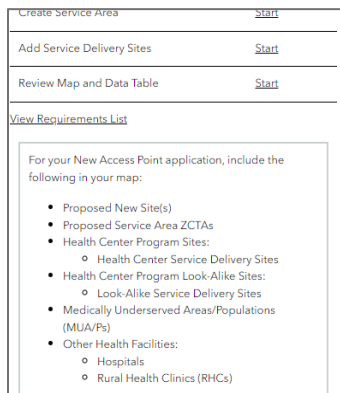 Create Service Area Start
Add Service Delivery Sites Start
Review Map and Data Table Start
View Requirements List
For your New Access Point application, include the
following in your map:
Proposed New Site(s)
Proposed Service Area ZCTAs
Health Center Program Sites:
Health Center Service Delivery Sites
Health Center Program Look-Alike Sites:
Look-Alike Service Delivery Sites
Medically Underserved Areas/Populations
(MUA/Ps)
Other Health Facilities:
Hospitals
Rural Health Clinics (RHCs)